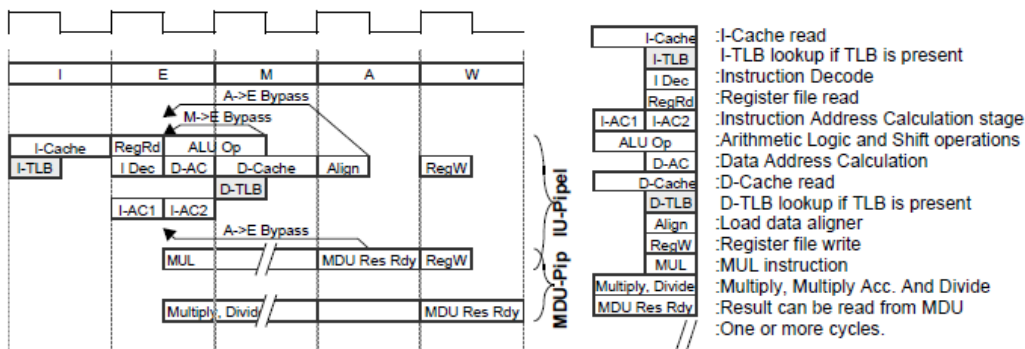 I E M A W
A->E Bypass
M->E Bypass
I-Cache RegRd ALU Op
I-TLB I Dec D-AC D-Cache Align RegW
D-TLB
I-AC1 I-AC2
A->E Bypass
MUL MDU Res Rdy RegW
Multiply, Divide MDU Res Rdy
IU-Pipel
MDU-Pip
I-Cache :I-Cache read
I-TLB I-TLB lookup if TLB is present
I Dec :Instruction Decode
RegRd :Register file read
I-AC1 I-AC2 :Instruction Address Calculation stage
ALU Op :Arithmetic Logic and Shift operations
D-AC :Data Address Calculation
D-Cache :D-Cache read
D-TLB D-TLB lookup if TLB is present
Align :Load data aligner
RegW :Register file write
MUL :MUL instruction
Multiply, Divide :Multiply, Multiply Acc. And Divide
MDU Res Rdy :Result can be read from MDU
:One or more cycles.